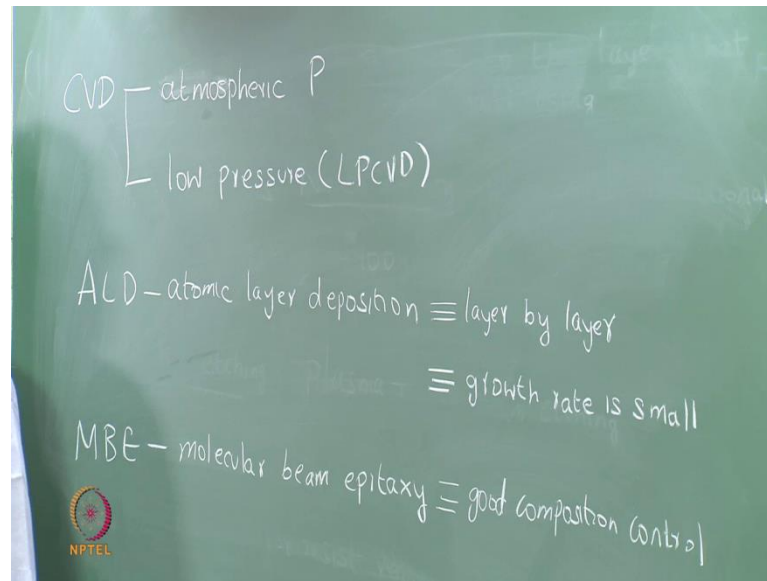 CVD – atmospheric P
low pressure (LPCVD)
ALD – atomic layer deposition ≡ layer by layer
≡ growth rate is small
MBE – molecular beam epitaxy ≡ good composition control
NPTEL